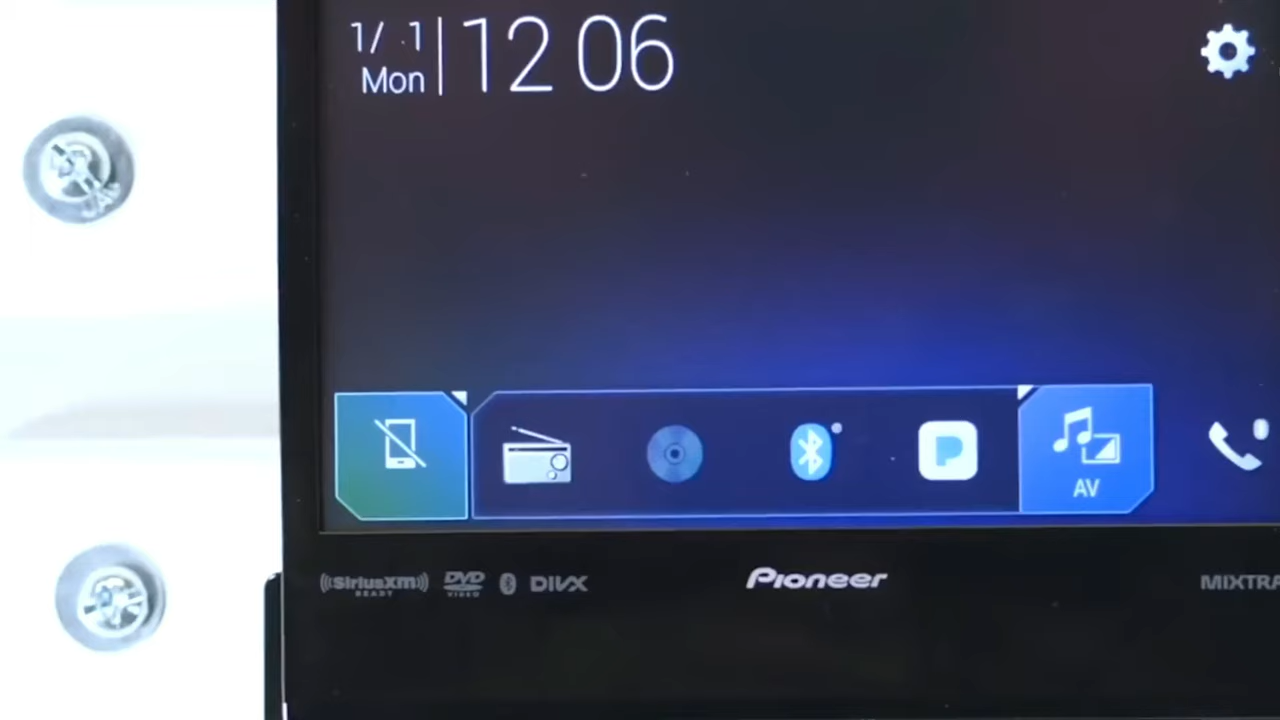 1/ 1
Mon
12 06
AV
((SiriusXM))
READY
DVD
VIDEO
DIVX
Pioneer
MIXTRA